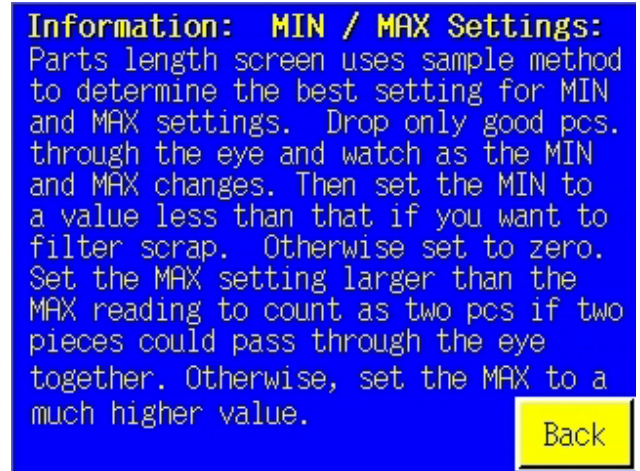 Information: MIN / MAX Settings:
Parts length screen uses sample method
to determine the best setting for MIN
and MAX settings. Drop only good pcs.
through the eye and watch as the MIN
and MAX changes. Then set the MIN to
a value less than that if you want to
filter scrap. Otherwise set to zero.
Set the MAX setting larger than the
MAX reading to count as two pcs if two
pieces could pass through the eye
together. Otherwise, set the MAX to a
much higher value.
Back